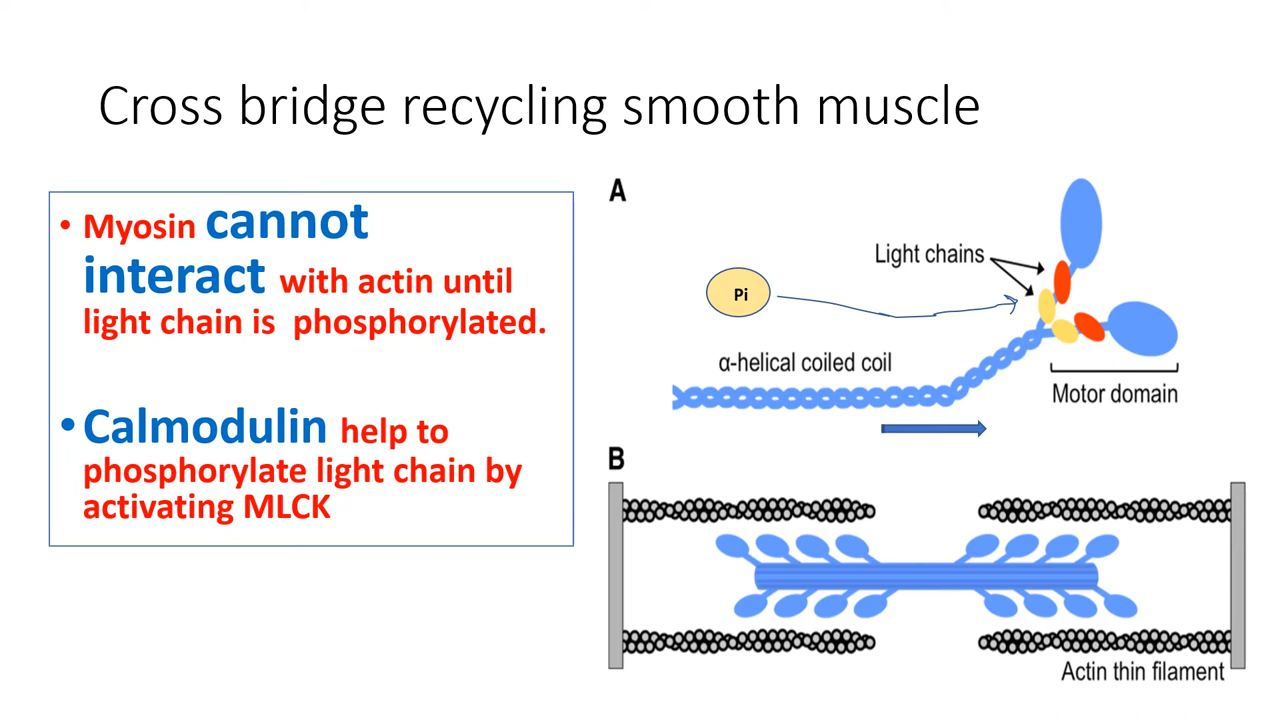 Cross bridge recycling smooth muscle
• Myosin cannot
interact with actin until
light chain is phosphorylated.
• Calmodulin help to
phosphorylate light chain by
activating MLCK
A
Light chains
Pi
α-helical coiled coil
Motor domain
B
Actin thin filament